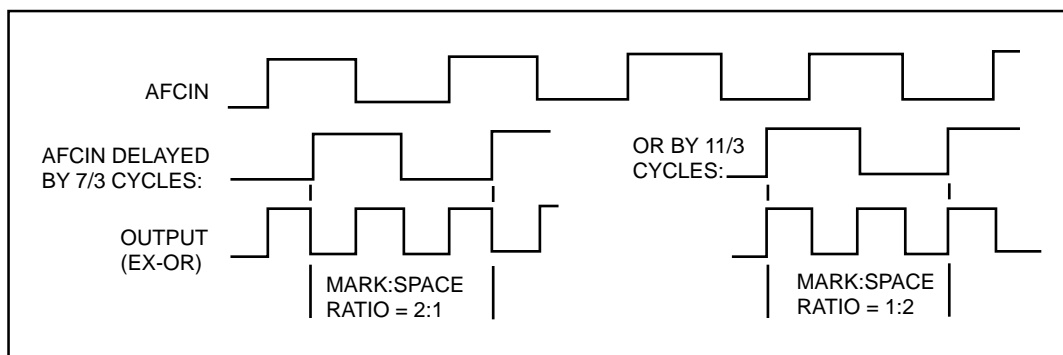 AFCIN
AFCIN DELAYED
BY 7/3 CYCLES:
OR BY 11/3
CYCLES:
OUTPUT
(EX-OR)
MARK:SPACE
RATIO = 2:1
MARK:SPACE
RATIO = 1:2